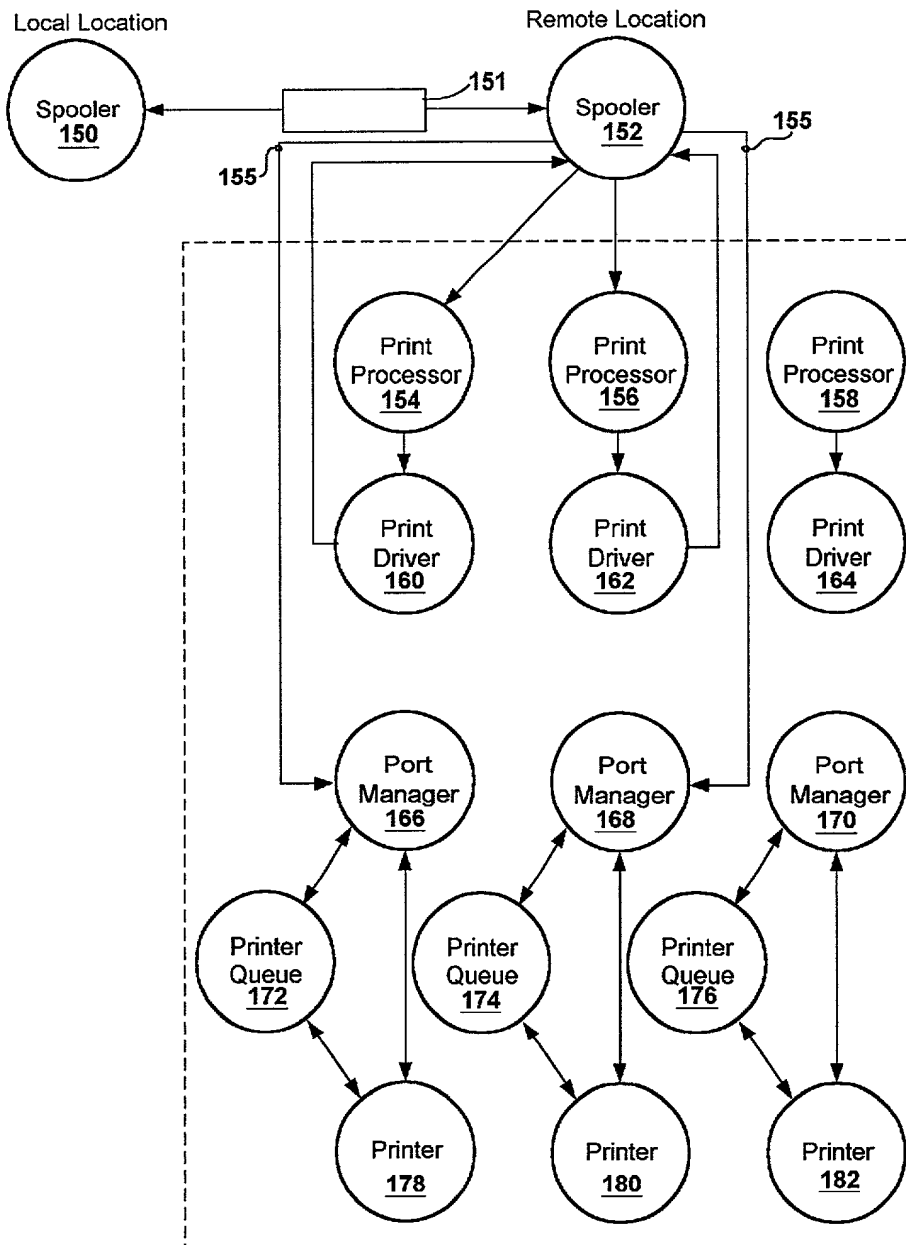 Local Location
Remote Location
Spooler
150
151
Spooler
152
155
155
Print
Processor
154
Print
Processor
156
Print
Processor
158
Print
Driver
160
Print
Driver
162
Print
Driver
164
Port
Manager
166
Port
Manager
168
Port
Manager
170
Printer
Queue
172
Printer
Queue
174
Printer
Queue
176
Printer
178
Printer
180
Printer
182